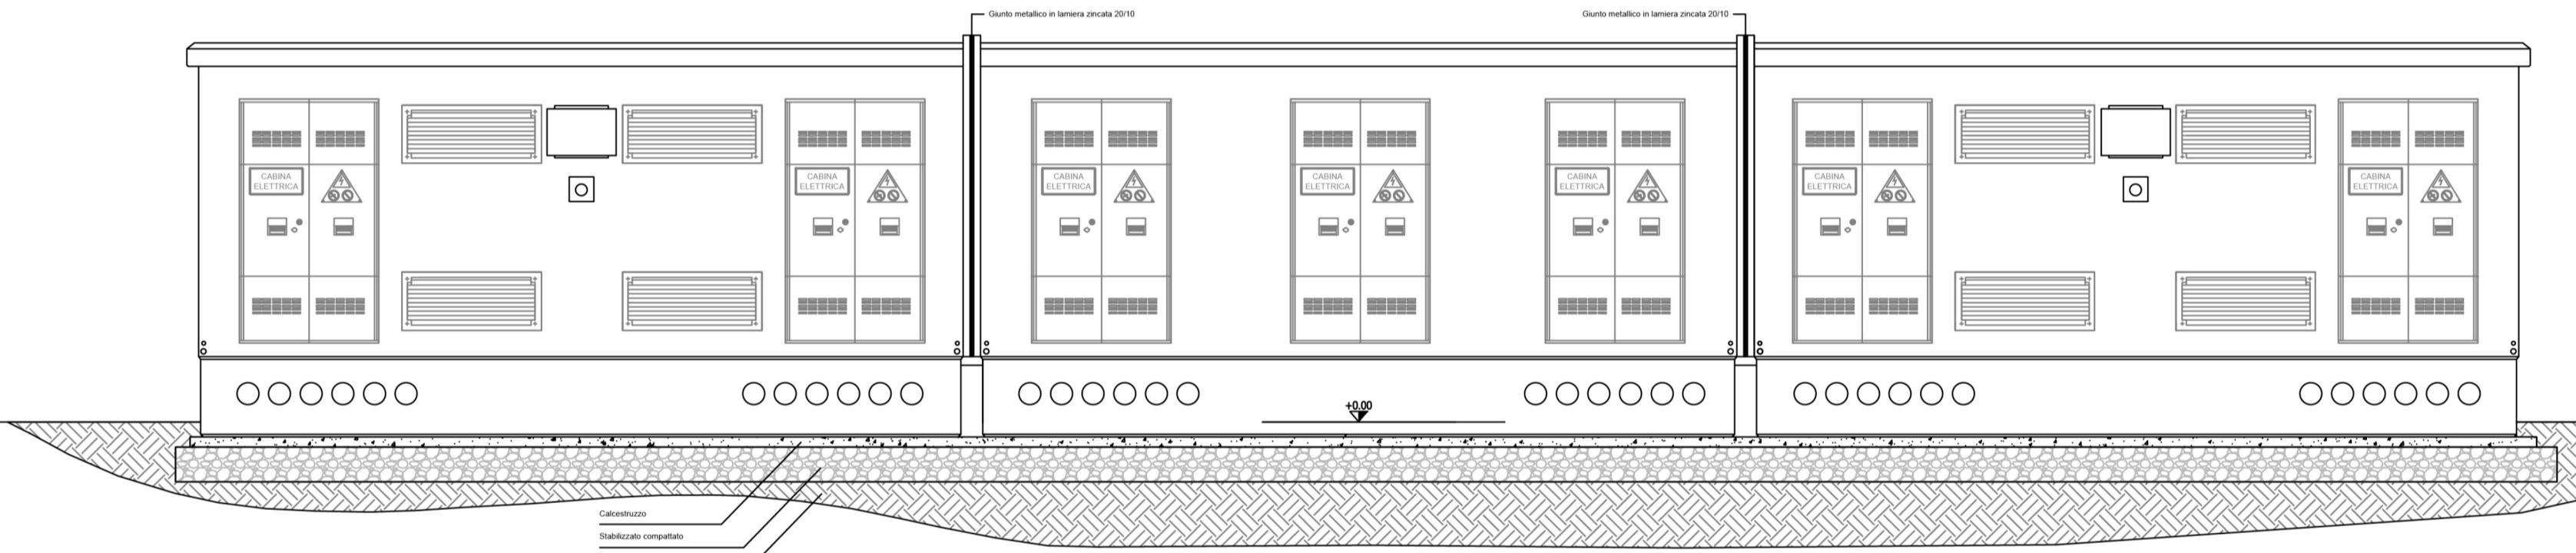 Giunto metallico in lamiera zincata 20/10
Giunto metallico in lamiera zincata 20/10
CABINA
ELETTRICA
CABINA
ELETTRICA
CABINA
ELETTRICA
CABINA
ELETTRICA
CABINA
ELETTRICA
CABINA
ELETTRICA
CABINA
ELETTRICA
+0.00
Calcestruzzo
Stabilizzato compattato